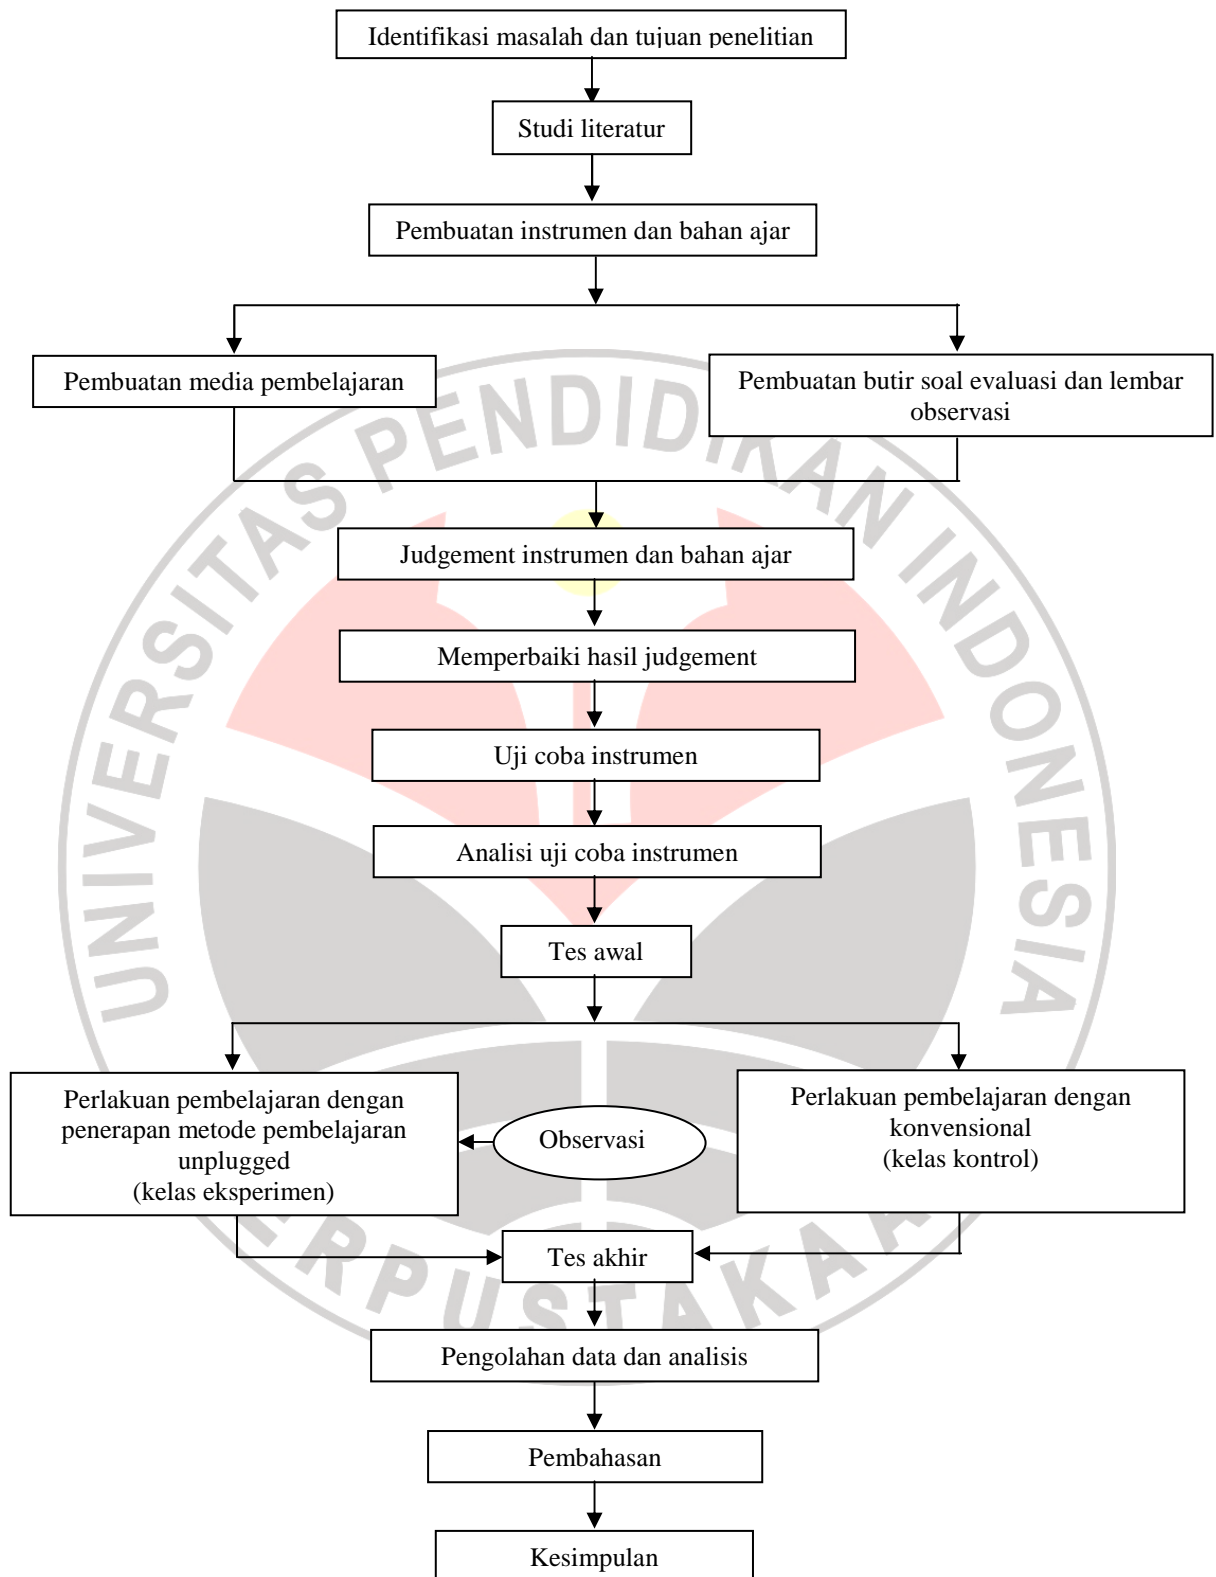 Identifikasi masalah dan tujuan penelitian
Studi literatur
Pembuatan instrumen dan bahan ajar
Pembuatan media pembelajaran
Pembuatan butir soal evaluasi dan lembar
observasi
UNIVERSITAS PENDIDIKAN INDONESIA
Judgement instrumen dan bahan ajar
Memperbaiki hasil judgement
Uji coba instrumen
Analisi uji coba instrumen
Tes awal
Perlakuan pembelajaran dengan
penerapan metode pembelajaran
unplugged
(kelas eksperimen)
Observasi
Perlakuan pembelajaran dengan
konvensional
(kelas kontrol)
Tes akhir
Pengolahan data dan analisis
Pembahasan
Kesimpulan